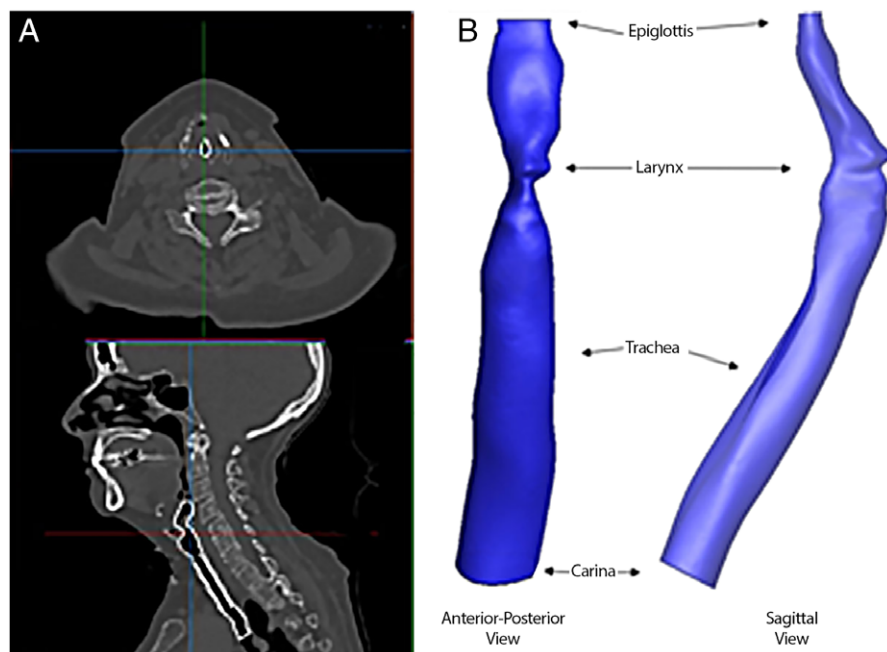 A
B
Epiglottis
Larynx
Trachea
Carina
Anterior-Posterior
View
Sagittal
View